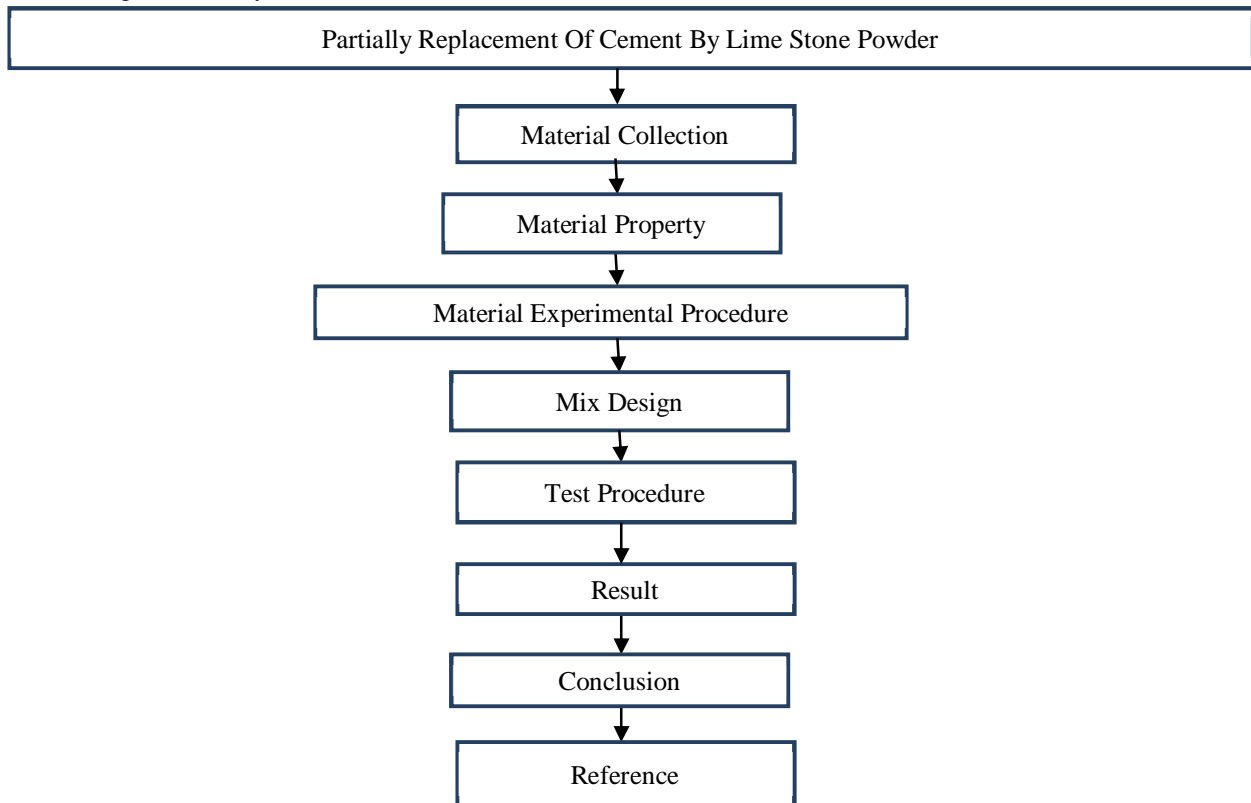 Partially Replacement Of Cement By Lime Stone Powder
Material Collection
Material Property
Material Experimental Procedure
Mix Design
Test Procedure
Result
Conclusion
Reference